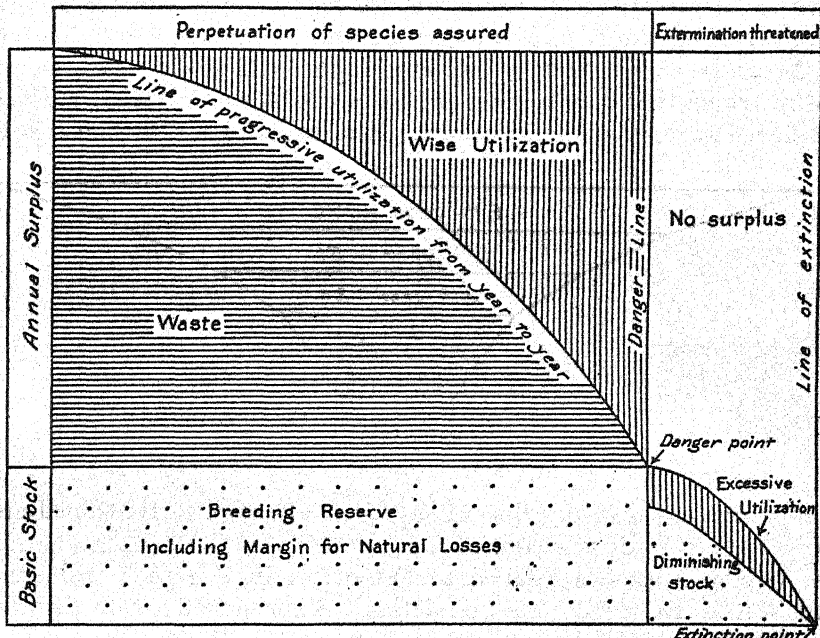 Perpetuation of species assured
Extermination threatened
Annual Surplus
Line of progressive utilization from year to year
Wise Utilization
Waste
Danger Line
No surplus
Line of extinction
Danger point
Basic Stock
Breeding Reserve
Including Margin for Natural Losses
Excessive
Utilization
Diminishing
stock
Extinction point